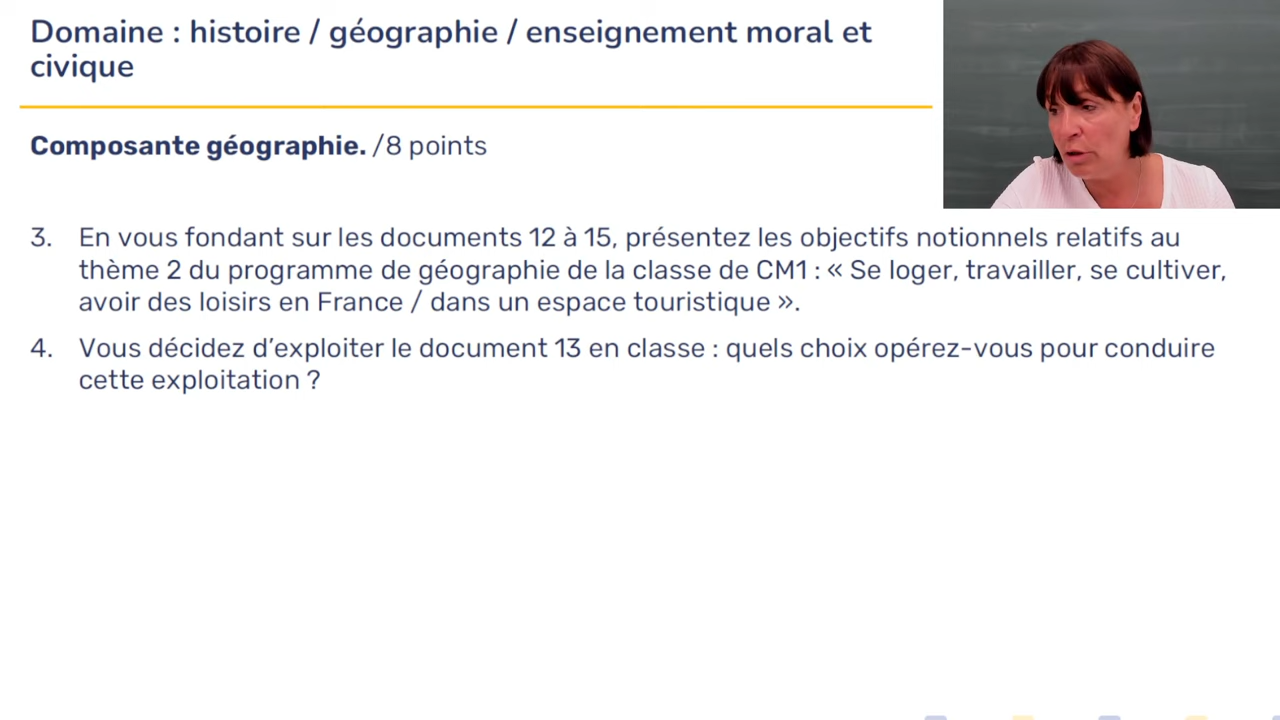 Domaine : histoire / géographie / enseignement moral et
civique
Composante géographie. /8 points
3. En vous fondant sur les documents 12 à 15, présentez les objectifs notionnels relatifs au
thème 2 du programme de géographie de la classe de CM1 : « Se loger, travailler, se cultiver,
avoir des loisirs en France / dans un espace touristique ».
4. Vous décidez d’exploiter le document 13 en classe : quels choix opérez-vous pour conduire
cette exploitation ?